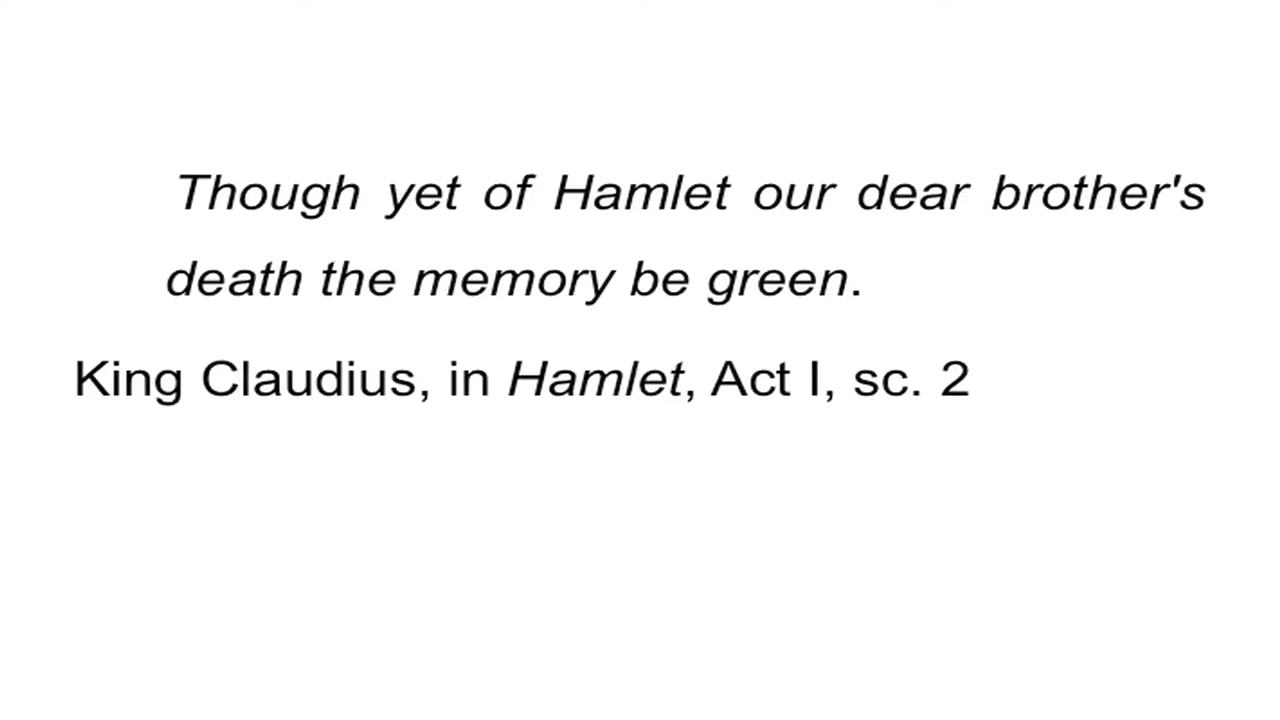 Though yet of Hamlet our dear brother's
death the memory be green.
King Claudius, in Hamlet, Act I, sc. 2